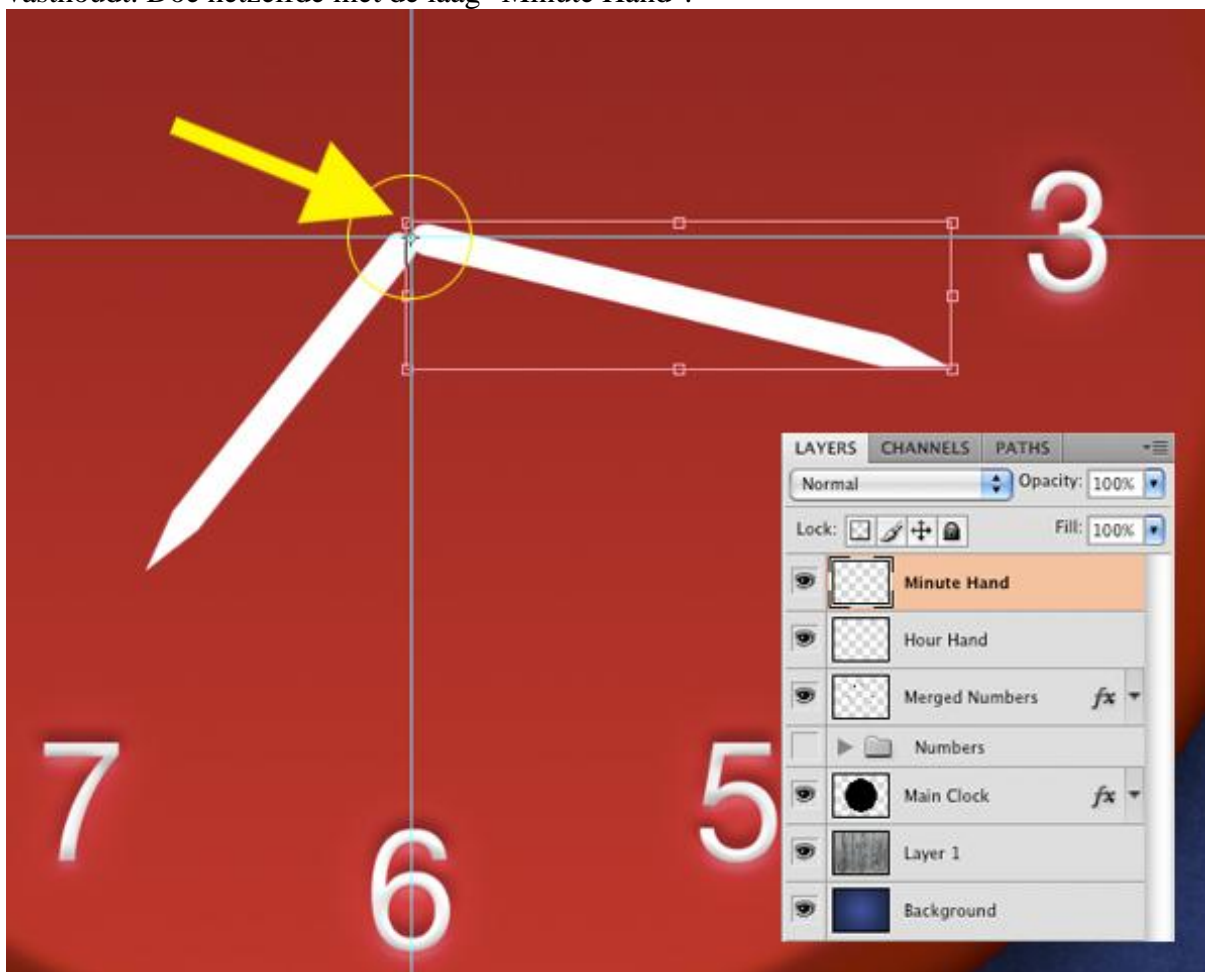 vasthoudt. Doe hetzelfde met de laag "Minute Hand".
3
LAYERS CHANNELS PATHS
Normal Opacity: 100%
Lock: Fill: 100%
Minute Hand
Hour Hand
Merged Numbers fx
Numbers
Main Clock fx
Layer 1
Background
7 5
6